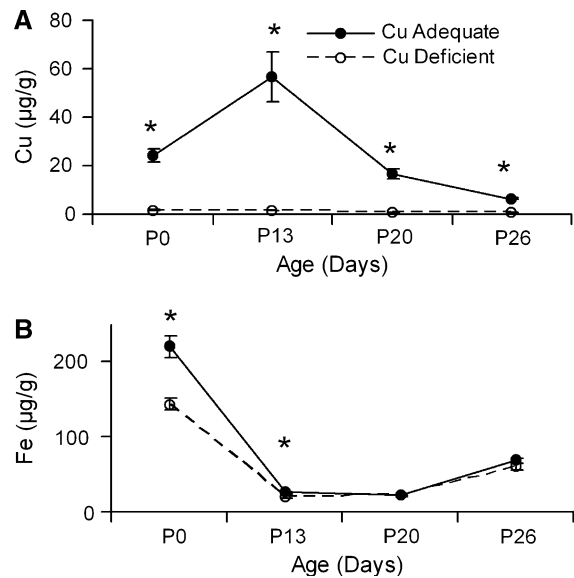 A
Cu (µg/g)
80
60
40
20
0
*
*
*
*
Cu Adequate
Cu Deficient
P0 P13 P20 P26
Age (Days)
B
Fe (µg/g)
200
100
0
*
*
P0 P13 P20 P26
Age (Days)